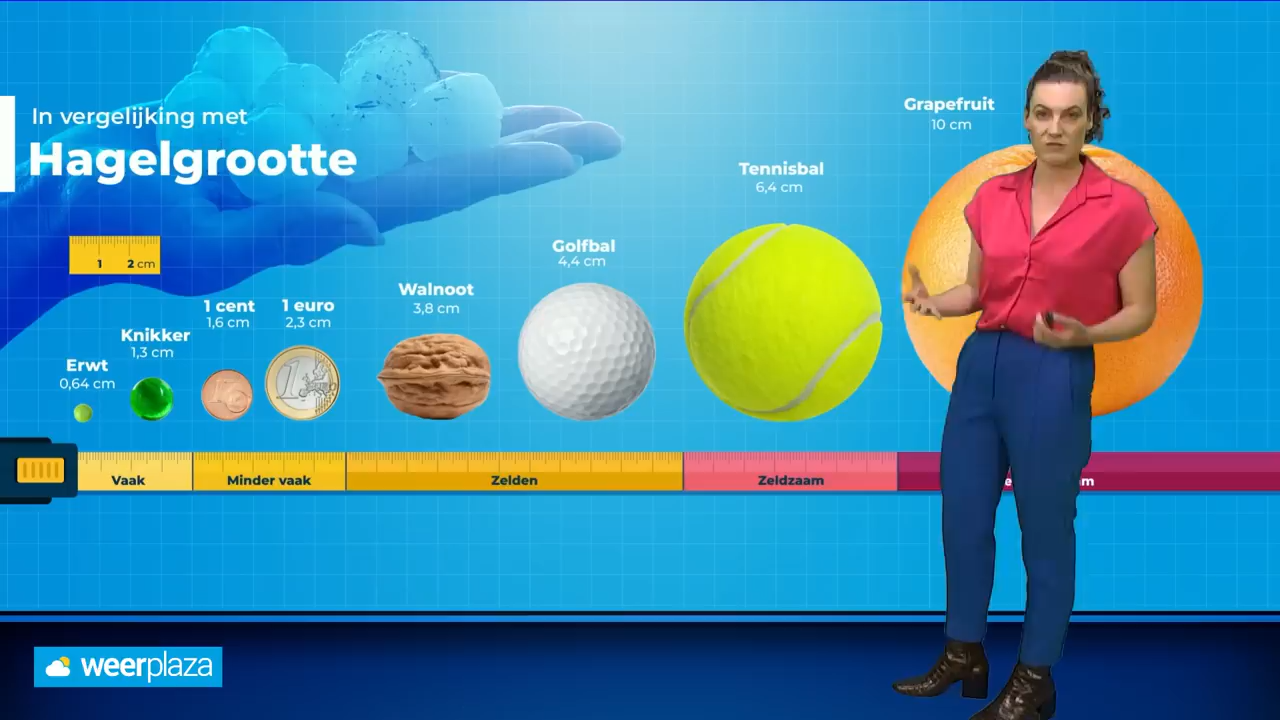 In vergelijking met
Hagelgrootte
1 2 cm
Erwt
0,64 cm
Knikker
1,3 cm
1 cent
1,6 cm
1 euro
2,3 cm
Walnoot
3,8 cm
Golfbal
4,4 cm
Tennisbal
6,4 cm
Grapefruit
10 cm
Vaak
Minder vaak
Zelden
Zeldzaam
weerplaza